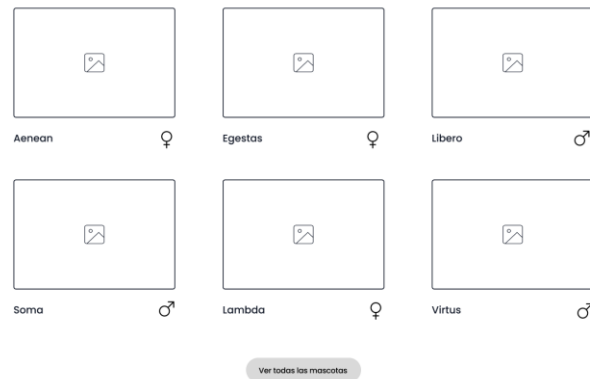 Aenean ♀ Egestas ♀ Libero ♂
Soma ♂ Lambda ♀ Virtus ♂
Ver todas las mascotas